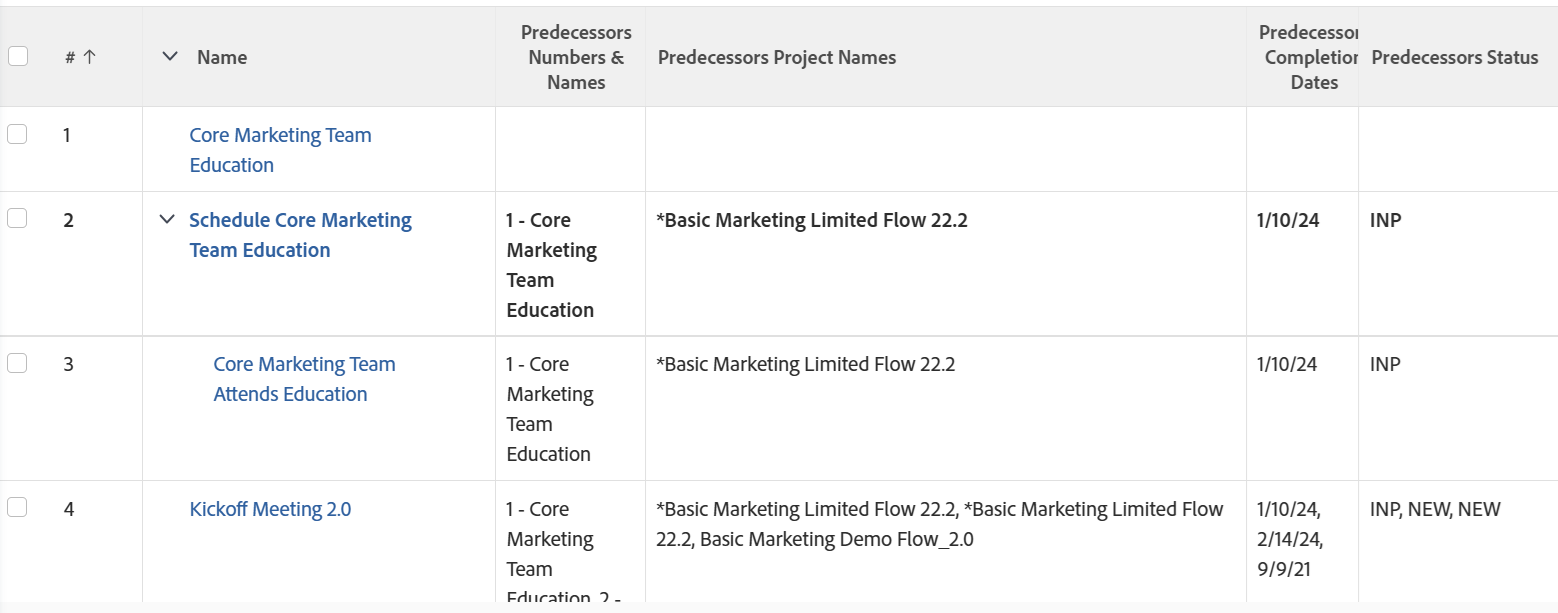 # ↑ Name Predecessors Numbers & Names Predecessors Project Names Predecessor Completion Dates Predecessors Status
1 Core Marketing Team
Education
2 Schedule Core Marketing 1 - Core *Basic Marketing Limited Flow 22.2 1/10/24 INP
Team Education Marketing
Team
Education
3 Core Marketing Team 1 - Core *Basic Marketing Limited Flow 22.2 1/10/24 INP
Attends Education Marketing
Team
Education
4 Kickoff Meeting 2.0 1 - Core *Basic Marketing Limited Flow 22.2, *Basic Marketing Limited Flow 1/10/24, INP, NEW, NEW
Marketing 22.2, Basic Marketing Demo Flow_2.0 2/14/24,
Team 9/9/21
Education, 2 -